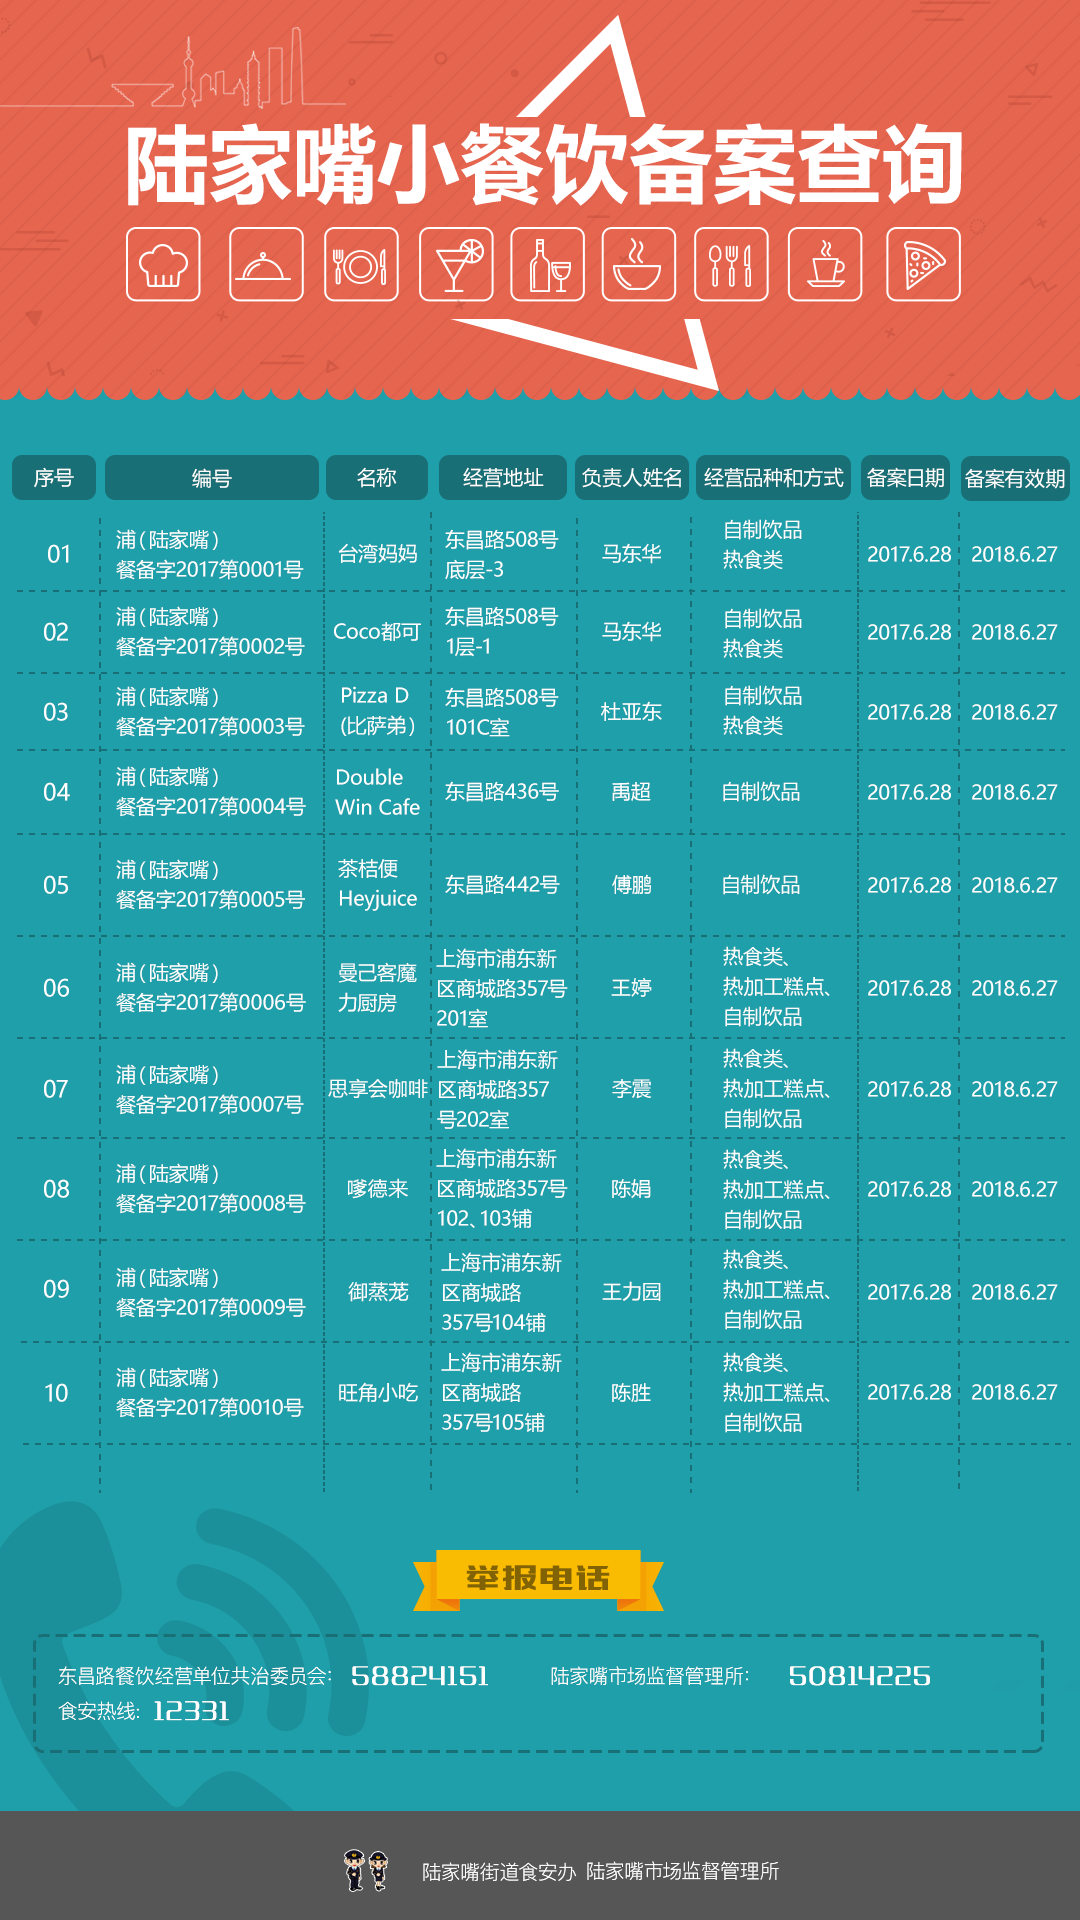 陆家嘴小餐饮备案查询
序号 编号 名称 经营地址 负责人姓名 经营品种和方式 备案日期 备案有效期
01
浦（陆家嘴）
餐备字2017第0001号
台湾妈妈
东昌路508号
底层-3
马东华
自制饮品
热食类
2017.6.28
2018.6.27
02
浦（陆家嘴）
餐备字2017第0002号
Coco都可
东昌路508号
1层-1
马东华
自制饮品
热食类
2017.6.28
2018.6.27
03
浦（陆家嘴）
餐备字2017第0003号
Pizza D
(比萨弟）
东昌路508号
101C室
杜亚东
自制饮品
热食类
2017.6.28
2018.6.27
04
浦（陆家嘴）
餐备字2017第0004号
Double
Win Cafe
东昌路436号
禹超
自制饮品
2017.6.28
2018.6.27
05
浦（陆家嘴）
餐备字2017第0005号
茶桔便
Heyjuice
东昌路442号
傅鹏
自制饮品
2017.6.28
2018.6.27
06
浦（陆家嘴）
餐备字2017第0006号
曼己客魔
力厨房
上海市浦东新
区商城路357号
201室
王婷
热食类、
热加工糕点、
自制饮品
2017.6.28
2018.6.27
07
浦（陆家嘴）
餐备字2017第0007号
思享会咖啡
上海市浦东新
区商城路357
号202室
李震
热食类、
热加工糕点、
自制饮品
2017.6.28
2018.6.27
08
浦（陆家嘴）
餐备字2017第0008号
嗲德来
上海市浦东新
区商城路357号
102、103铺
陈娟
热食类、
热加工糕点、
自制饮品
2017.6.28
2018.6.27
09
浦（陆家嘴）
餐备字2017第0009号
御蒸茏
上海市浦东新
区商城路
357号104铺
王力园
热食类、
热加工糕点、
自制饮品
2017.6.28
2018.6.27
10
浦（陆家嘴）
餐备字2017第0010号
旺角小吃
上海市浦东新
区商城路
357号105铺
陈胜
热食类、
热加工糕点、
自制饮品
2017.6.28
2018.6.27
举报电话
东昌路餐饮经营单位共治委员会： 58824151 陆家嘴市场监督管理所： 50814225
食安热线： 12331
陆家嘴街道食安办 陆家嘴市场监督管理所